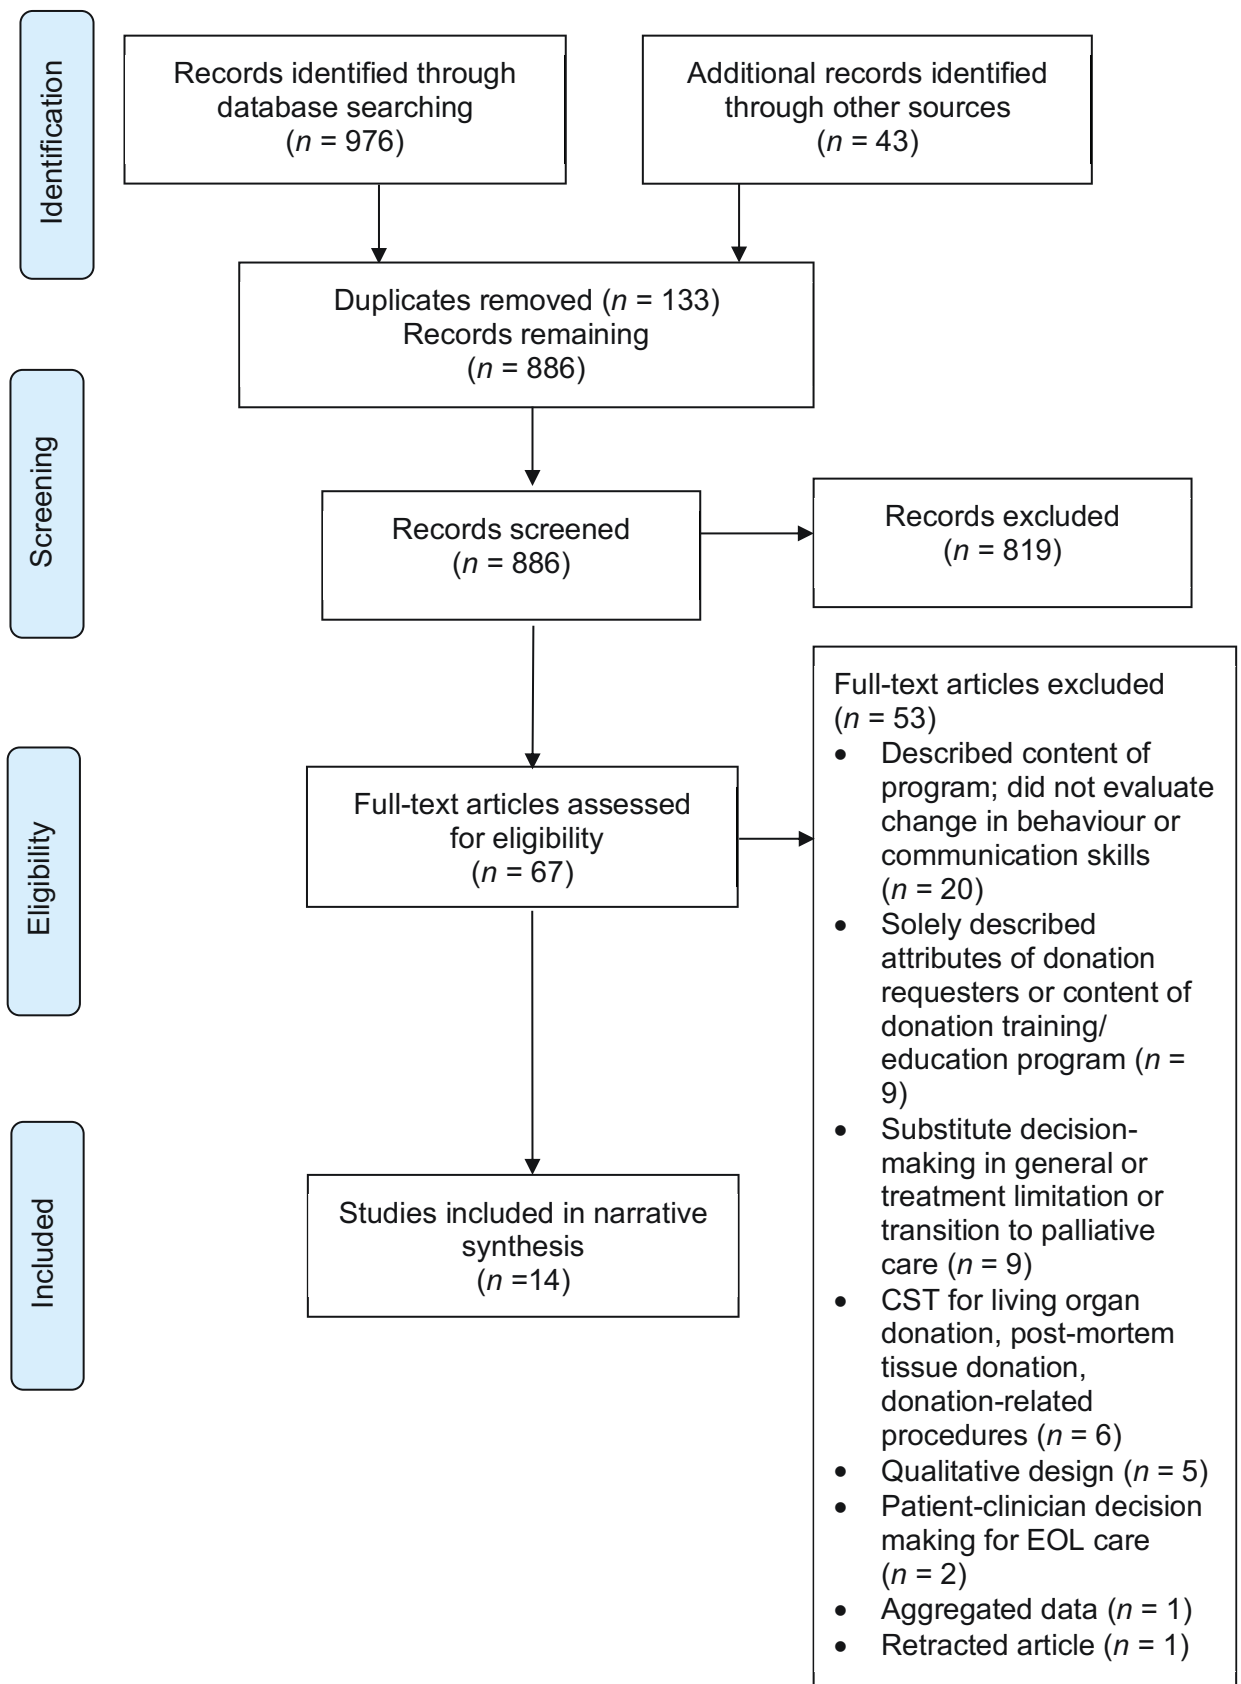 Identification
Records identified through
database searching
(n = 976)
Additional records identified
through other sources
(n = 43)
Duplicates removed (n = 133)
Records remaining
(n = 886)
Screening
Records screened
(n = 886)
Records excluded
(n = 819)
Eligibility
Full-text articles assessed
for eligibility
(n = 67)
Full-text articles excluded
(n = 53)
• Described content of
program; did not evaluate
change in behaviour or
communication skills
(n = 20)
• Solely described
attributes of donation
requesters or content of
donation training/
education program (n =
9)
• Substitute decision-
making in general or
treatment limitation or
transition to palliative
care (n = 9)
• CST for living organ
donation, post-mortem
tissue donation,
donation-related
procedures (n = 6)
• Qualitative design (n = 5)
• Patient-clinician decision
making for EOL care
(n = 2)
• Aggregated data (n = 1)
• Retracted article (n = 1)
Included
Studies included in narrative
synthesis
(n =14)